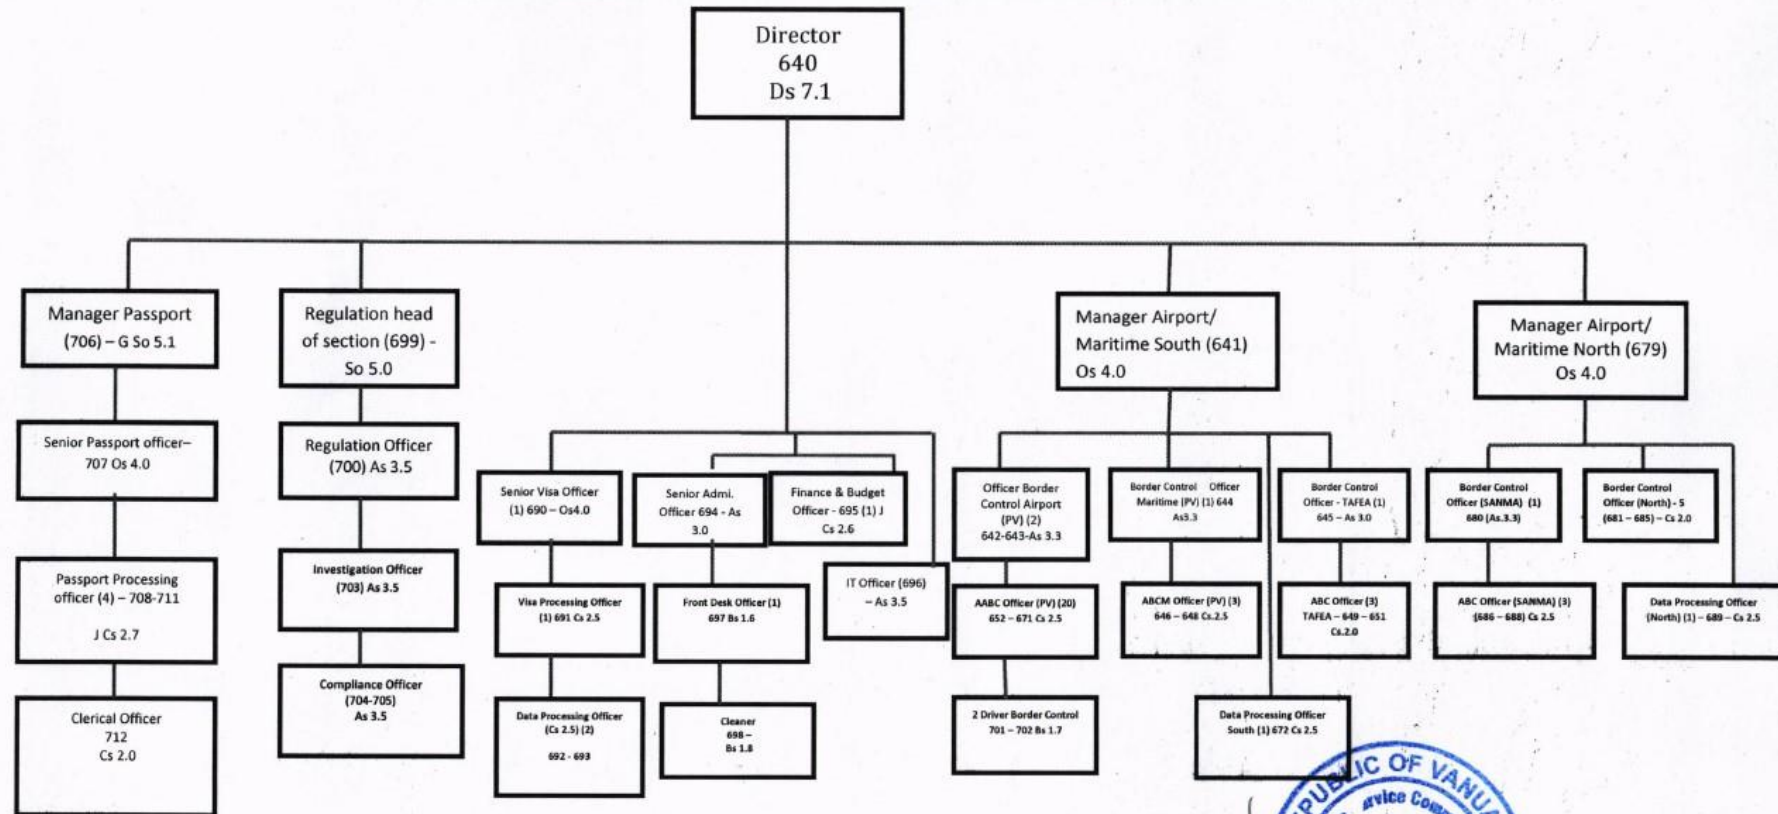 Director
640
Ds 7.1
Manager Passport
(706) – G So 5.1
Regulation head
of section (699) -
So 5.0
Manager Airport/
Maritime South (641)
Os 4.0
Manager Airport/
Maritime North (679)
Os 4.0
Senior Passport officer–
707 Os 4.0
Regulation Officer
(700) As 3.5
Senior Visa Officer
(1) 690 – Os4.0
Senior Admi.
Officer 694 - As
3.0
Finance & Budget
Officer - 695 (1) J
Cs 2.6
Officer Border
Control Airport
(PV) (2)
642-643-As 3.3
Border Control Officer
Maritime (PV) (1) 644
As3.3
Border Control
Officer - TAFEA (1)
645 – As 3.0
Border Control
Officer (SANMA) (1)
680 (As.3.3)
Border Control
Officer (North) - 5
(681 – 685) – Cs 2.0
Passport Processing
officer (4) – 708-711
J Cs 2.7
Investigation Officer
(703) As 3.5
Visa Processing Officer
(1) 691 Cs 2.5
Front Desk Officer (1)
697 Bs 1.6
IT Officer (696)
– As 3.5
AABC Officer (PV) (20)
652 – 671 Cs 2.5
ABCM Officer (PV) (3)
646 – 648 Cs.2.5
ABC Officer (3)
TAFEA – 649 – 651
Cs.2.0
ABC Officer (SANMA) (3)
(686 – 688) Cs 2.5
Data Processing Officer
(North) (1) – 689 – Cs 2.5
Clerical Officer
712
Cs 2.0
Compliance Officer
(704-705)
As 3.5
Data Processing Officer
(Cs 2.5) (2)
692 - 693
Cleaner
698 –
Bs 1.8
2 Driver Border Control
701 – 702 Bs 1.7
Data Processing Officer
South (1) 672 Cs 2.5
PUBLIC OF VANUA
rvice Com